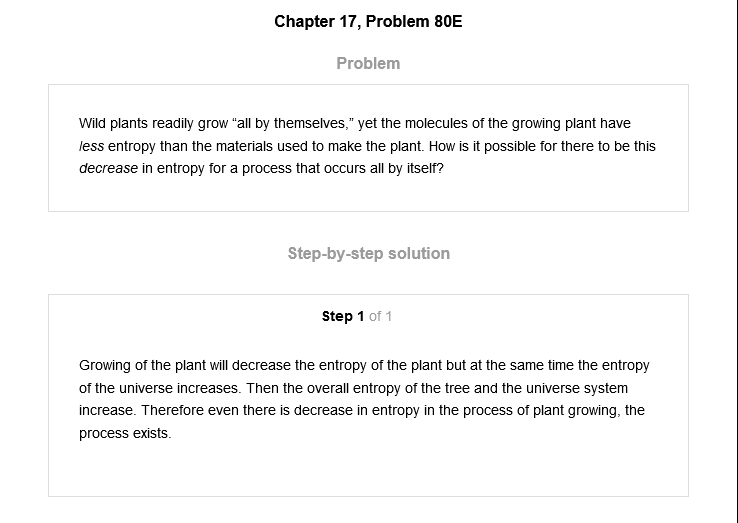 Chapter 17, Problem 80E
Problem
Wild plants readily grow “all by themselves,” yet the molecules of the growing plant have
less entropy than the materials used to make the plant. How is it possible for there to be this
decrease in entropy for a process that occurs all by itself?
Step-by-step solution
Step 1 of 1
Growing of the plant will decrease the entropy of the plant but at the same time the entropy
of the universe increases. Then the overall entropy of the tree and the universe system
increase. Therefore even there is decrease in entropy in the process of plant growing, the
process exists.